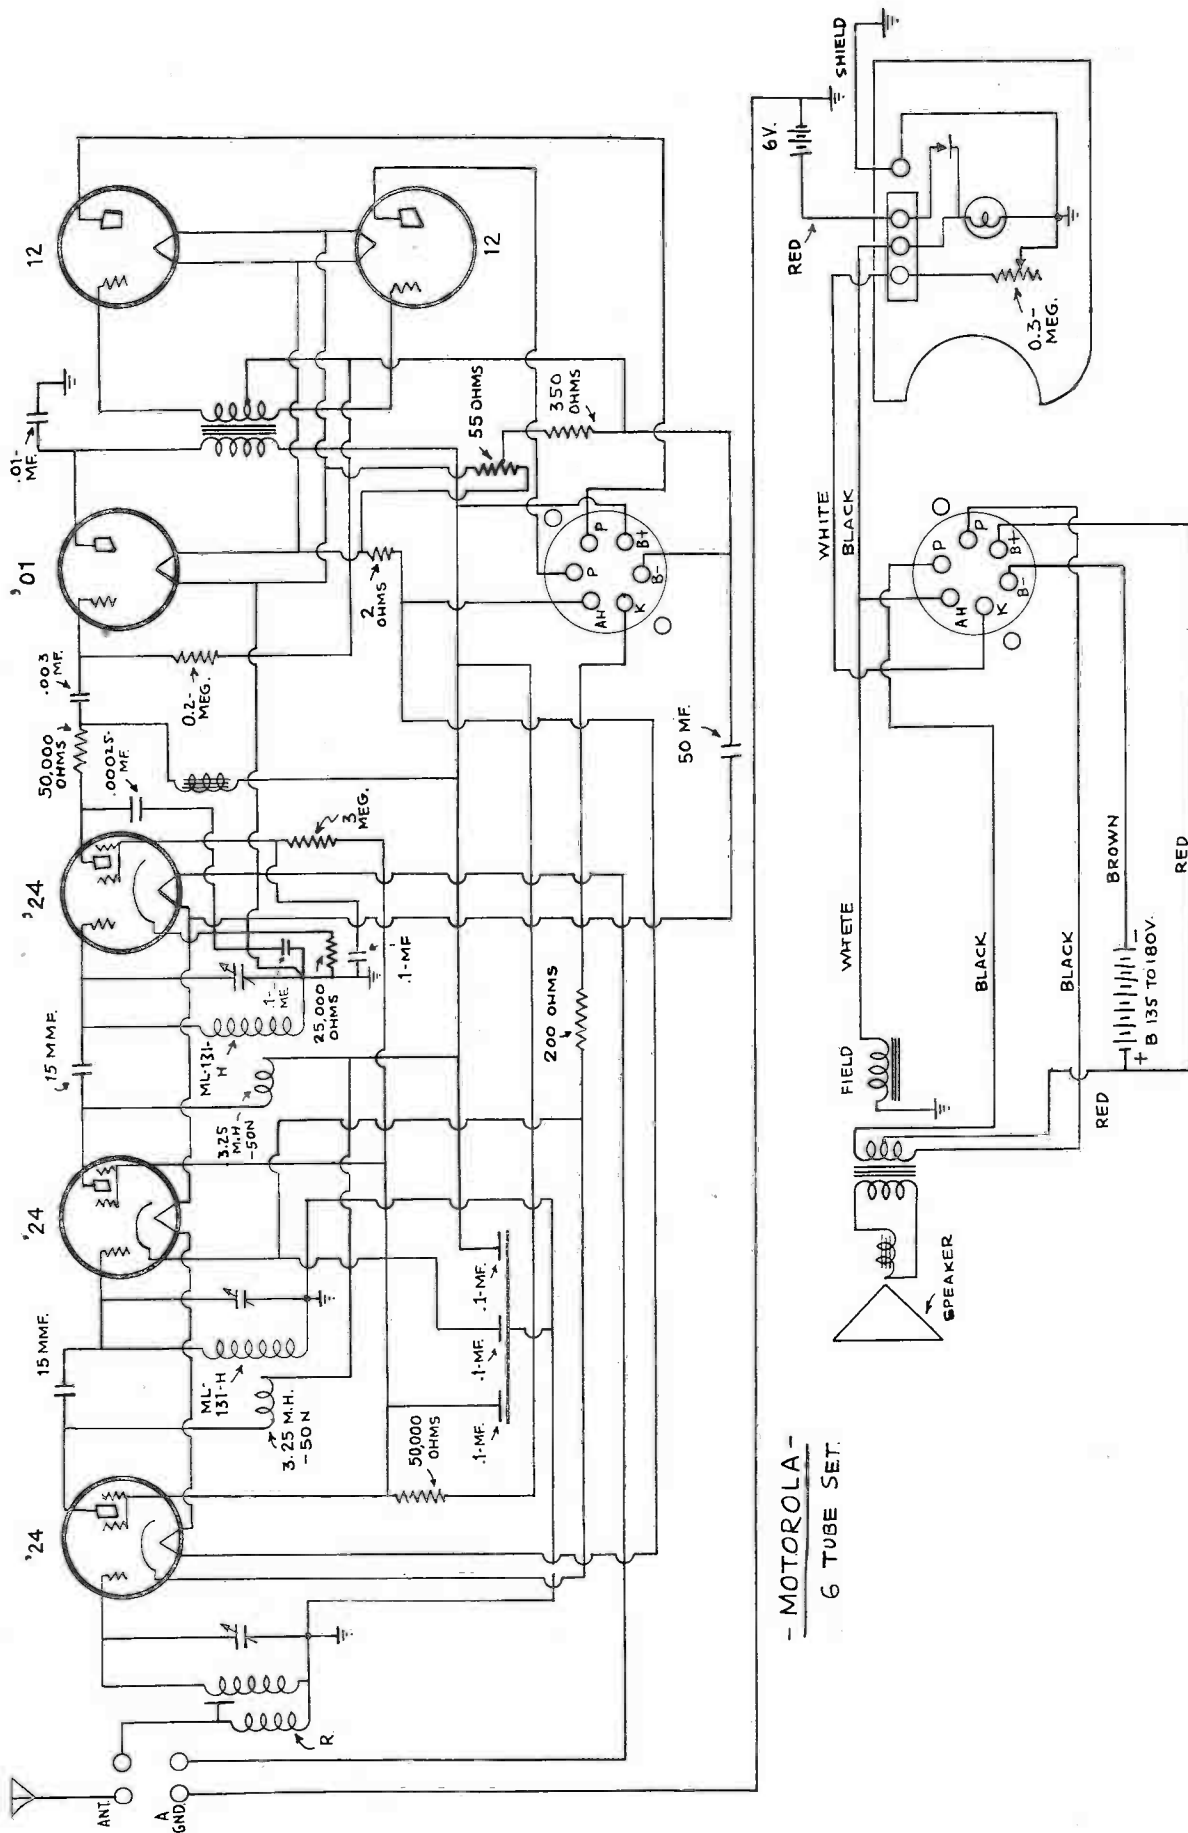 ANT.
A
GND.
R
'24
'24
'24
'01
12
12
15 MMF.
15 MMF.
ML-
131-H
3.25 M.H.
-50N
ML-131-
H
3.25
M.H.
-50N
50,000
OHMS
.1-MF.
.1-MF.
.1-MF.
.1-
MF.
25,000
OHMS
.1-MF
3
MEG.
.00025-
MF.
50,000
OHMS
.003
MF.
0.2-
MEG.
.01-
MF.
2
OHMS
55 OHMS
350
OHMS
200 OHMS
50 MF.
P
P
B+
B-
K
AH
- MOTOROLA -
6 TUBE SET.
SPEAKER
FIELD
WHITE
BLACK
BLACK
BROWN
RED
RED
+
-
B 135 TO 180V.
P
P
B+
B-
K
AH
WHITE
BLACK
RED
6V.
SHIELD
0.3-
MEG.